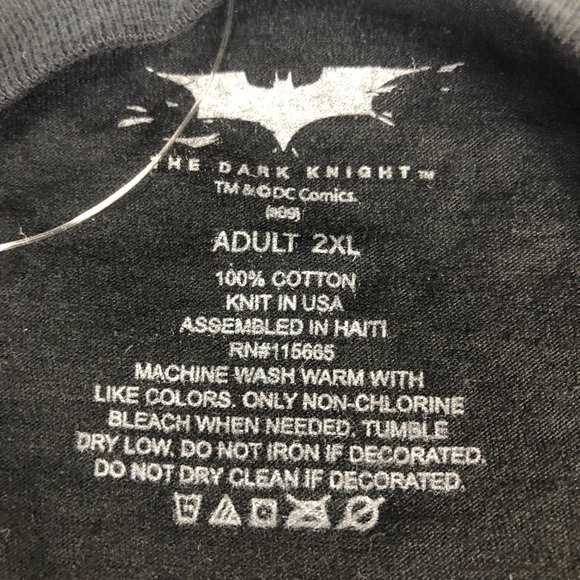 THE DARK KNIGHT™
TM & © DC Comics.
(s09)
ADULT 2XL
100% COTTON
KNIT IN USA
ASSEMBLED IN HAITI
RN#115665
MACHINE WASH WARM WITH
LIKE COLORS. ONLY NON-CHLORINE
BLEACH WHEN NEEDED. TUMBLE
DRY LOW. DO NOT IRON IF DECORATED.
DO NOT DRY CLEAN IF DECORATED.